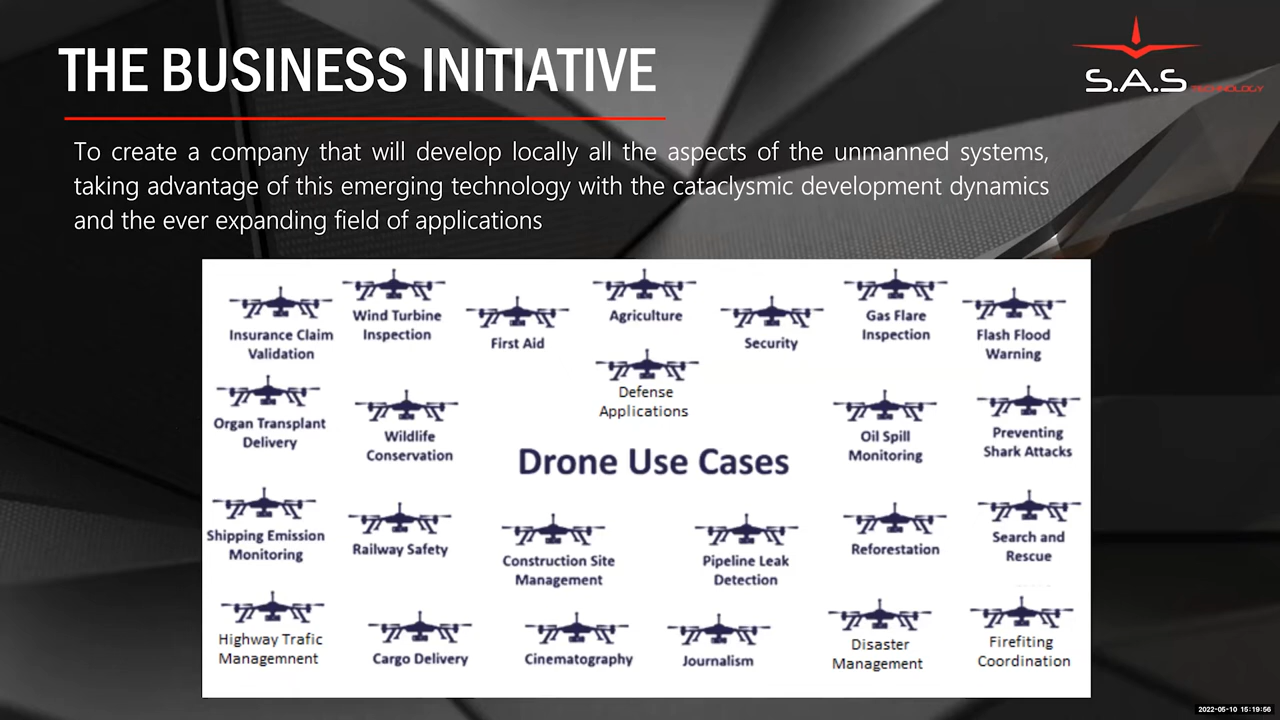 THE BUSINESS INITIATIVE
S.A.S TECHNOLOGY
To create a company that will develop locally all the aspects of the unmanned systems,
taking advantage of this emerging technology with the cataclysmic development dynamics
and the ever expanding field of applications
Insurance Claim
Validation
Wind Turbine
Inspection
First Aid
Agriculture
Security
Gas Flare
Inspection
Flash Flood
Warning
Defense
Applications
Organ Transplant
Delivery
Wildlife
Conservation
Oil Spill
Monitoring
Preventing
Shark Attacks
Drone Use Cases
Shipping Emission
Monitoring
Railway Safety
Construction Site
Management
Pipeline Leak
Detection
Reforestation
Search and
Rescue
Highway Trafic
Managemnent
Cargo Delivery
Cinematography
Journalism
Disaster
Management
Firefiting
Coordination
2022-05-10 15:19:56